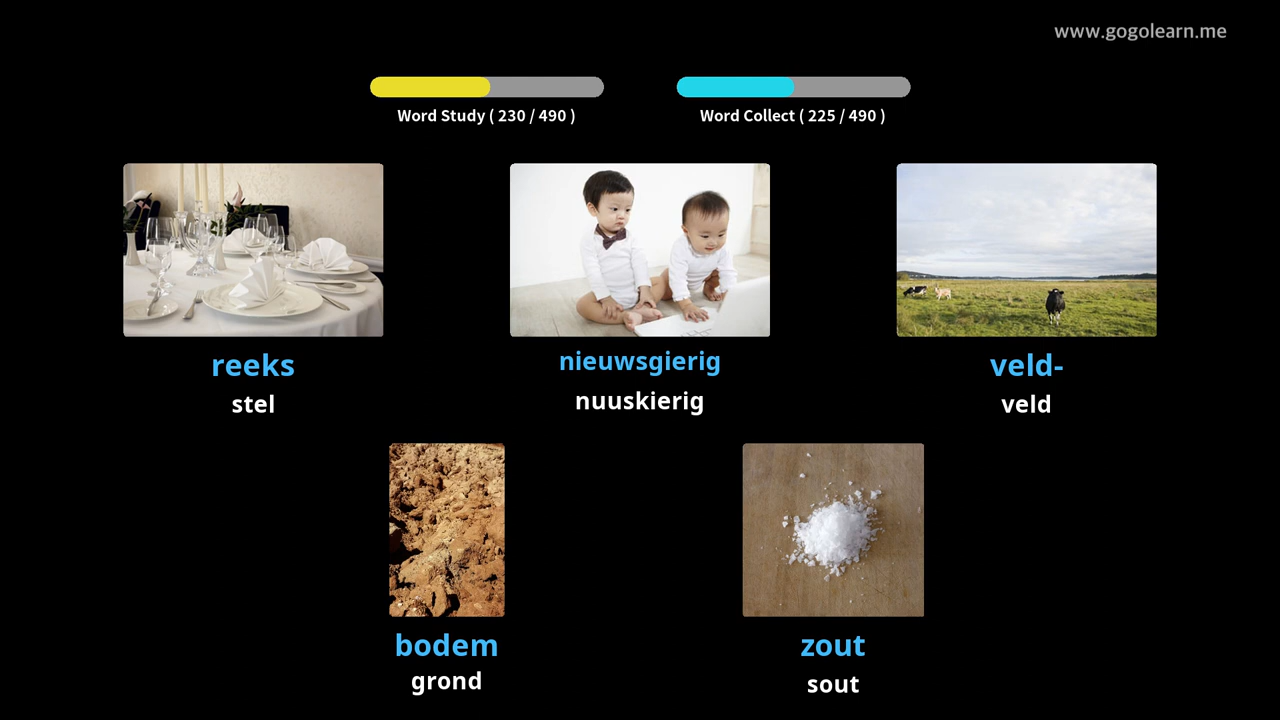 www.gogolearn.me
Word Study ( 230 / 490 )
Word Collect ( 225 / 490 )
reeks
stel
nieuwsgierig
nuuskierig
veld-
veld
bodem
grond
zout
sout